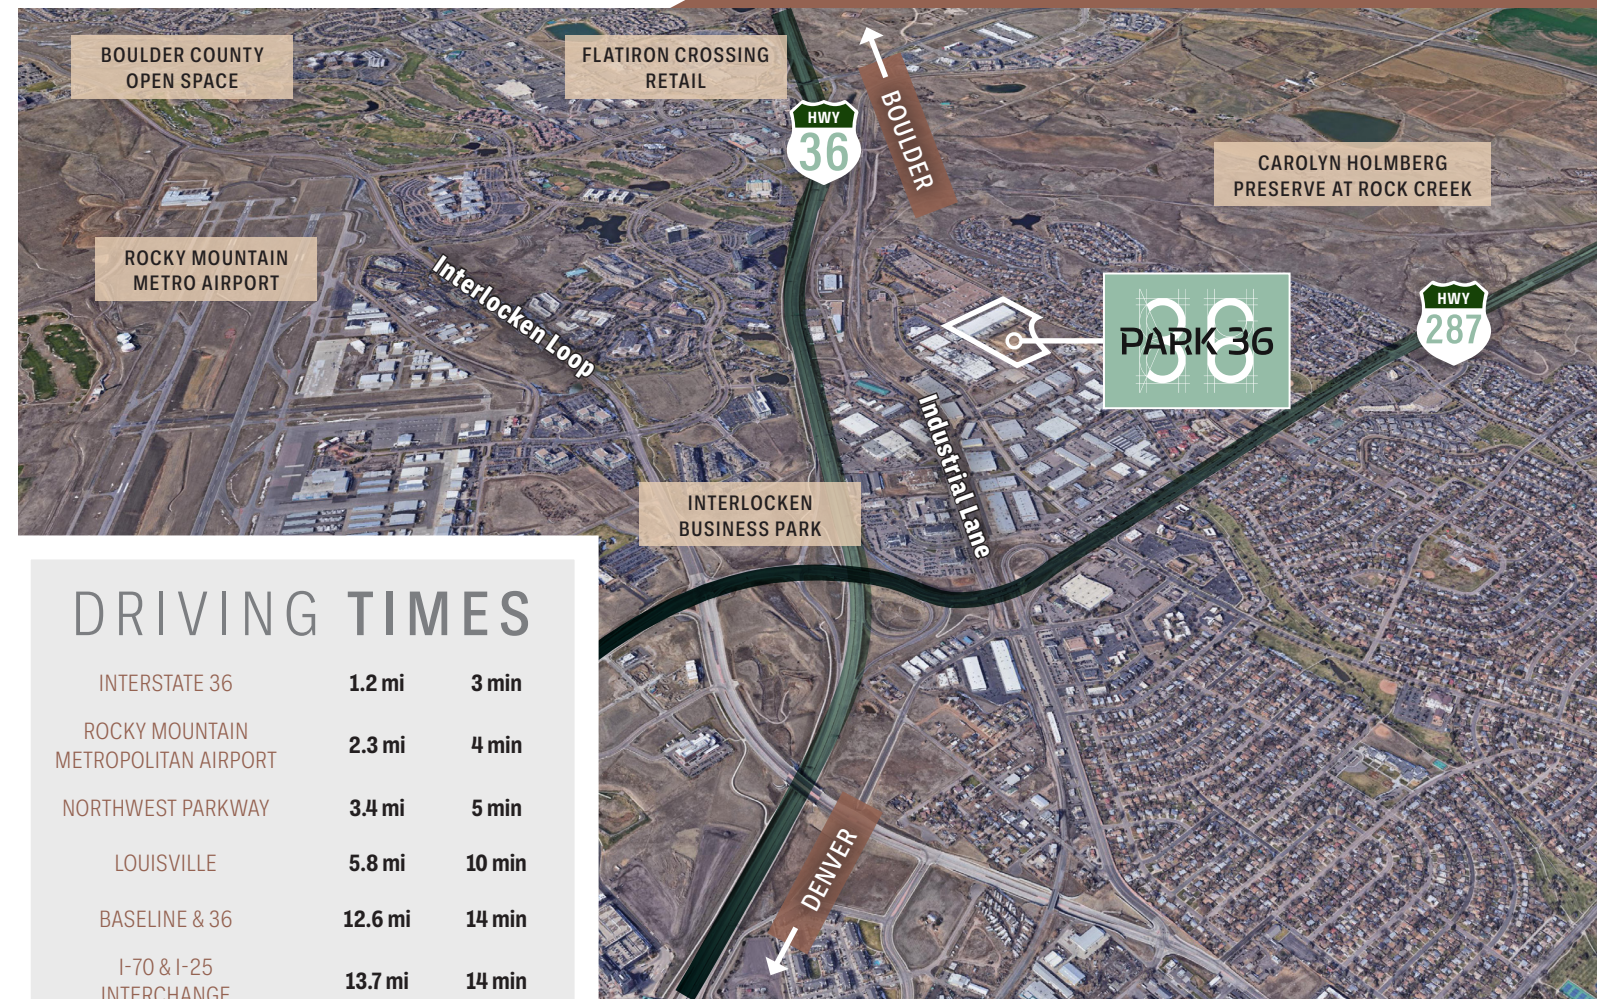 BOULDER COUNTY
OPEN SPACE
FLATIRON CROSSING
RETAIL
HWY
36
BOULDER
CAROLYN HOLMBERG
PRESERVE AT ROCK CREEK
ROCKY MOUNTAIN
METRO AIRPORT
Interlocken Loop
PARK 36
36
HWY
287
Industrial Lane
INTERLOCKEN
BUSINESS PARK
DENVER
DRIVING TIMES
INTERSTATE 36 1.2 mi 3 min
ROCKY MOUNTAIN
METROPOLITAN AIRPORT 2.3 mi 4 min
NORTHWEST PARKWAY 3.4 mi 5 min
LOUISVILLE 5.8 mi 10 min
BASELINE & 36 12.6 mi 14 min
I-70 & I-25
INTERCHANGE 13.7 mi 14 min